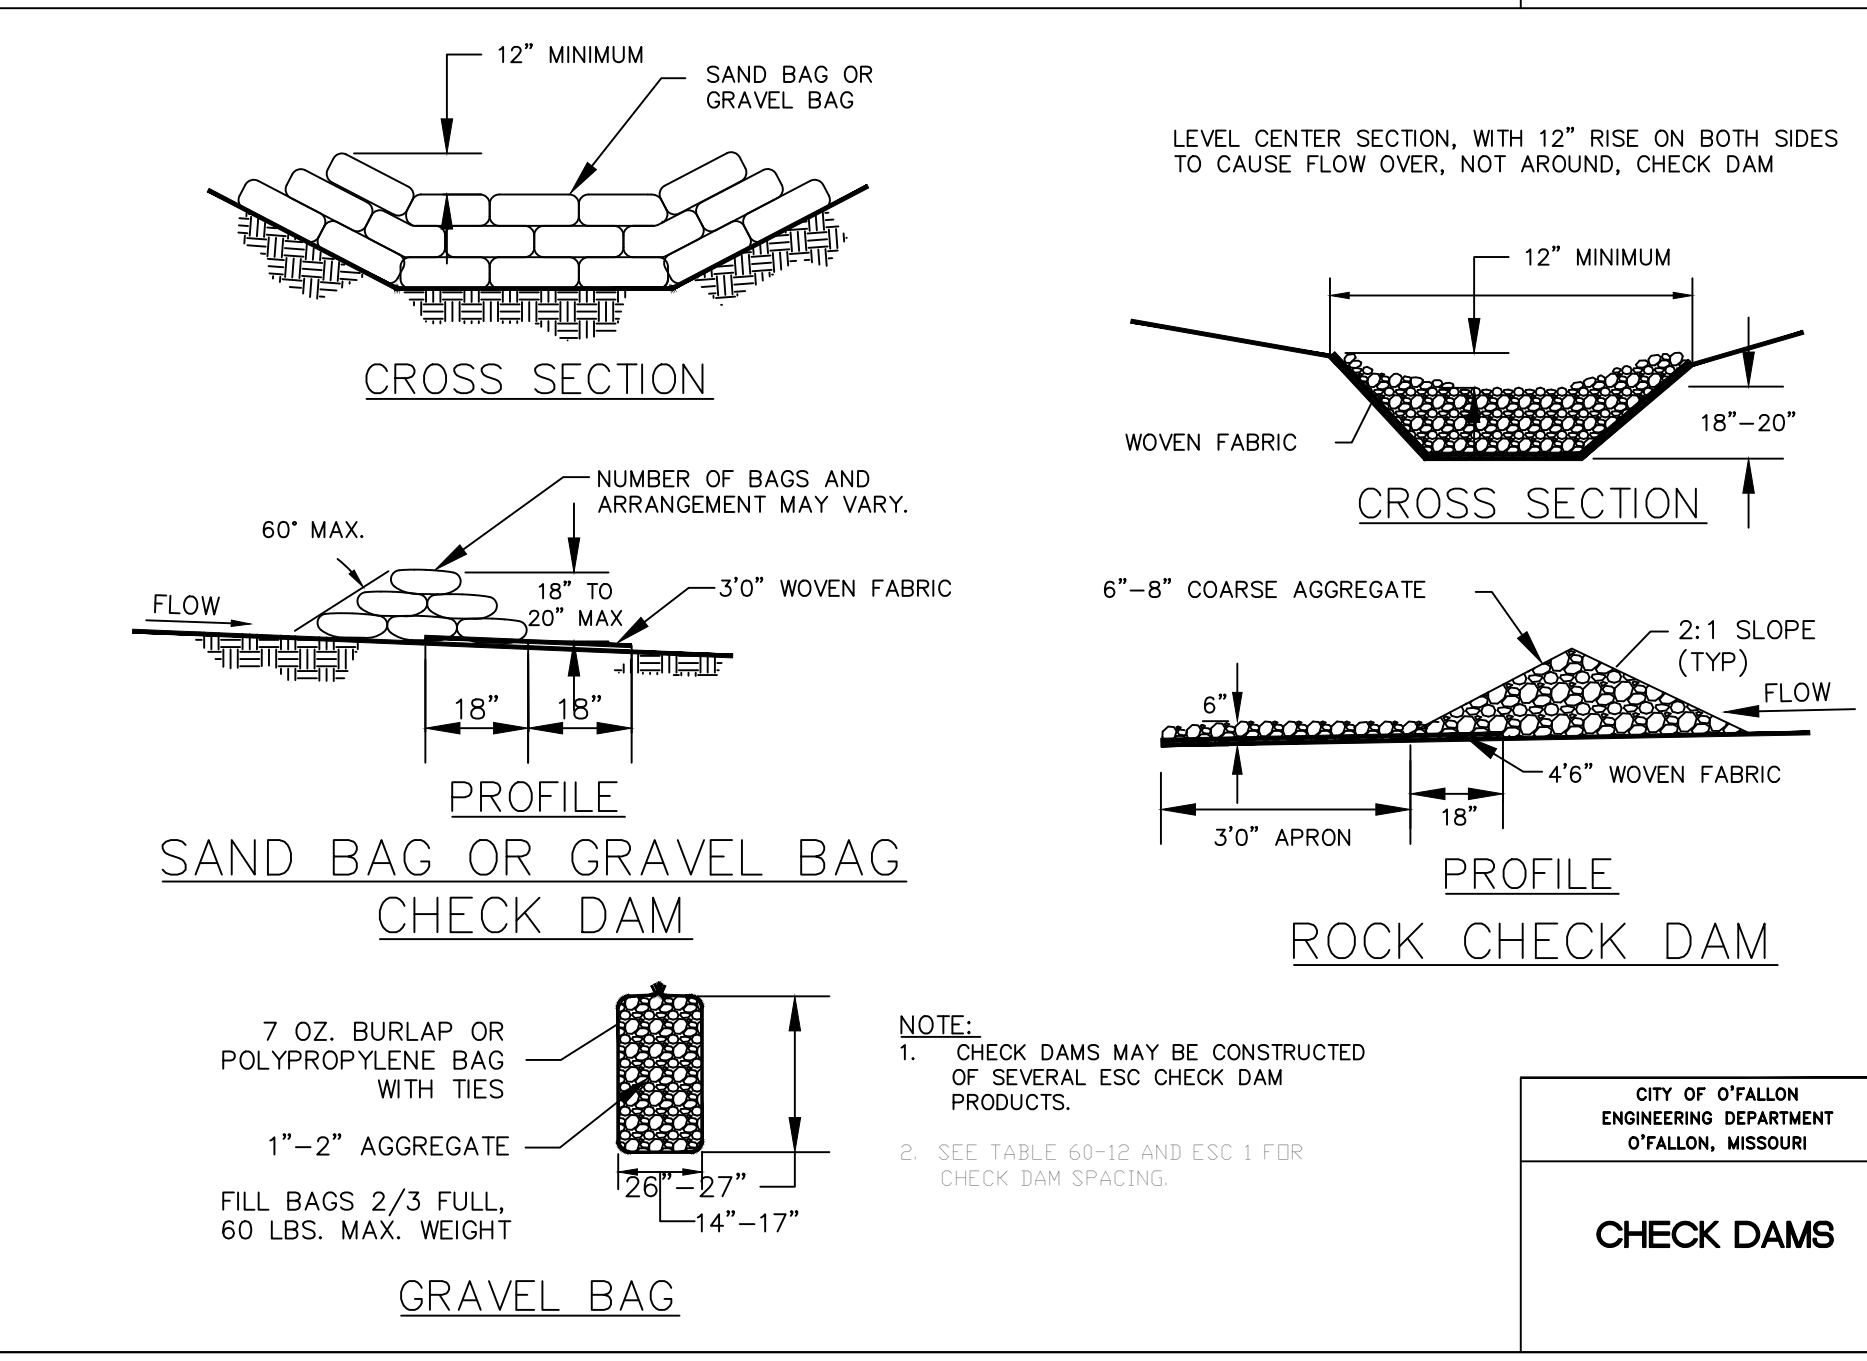 12" MINIMUM
SAND BAG OR
GRAVEL BAG
CROSS SECTION
NUMBER OF BAGS AND
ARRANGEMENT MAY VARY.
60° MAX.
FLOW
18" TO
20" MAX
3'0" WOVEN FABRIC
18"
18"
PROFILE
SAND BAG OR GRAVEL BAG
CHECK DAM
LEVEL CENTER SECTION, WITH 12" RISE ON BOTH SIDES
TO CAUSE FLOW OVER, NOT AROUND, CHECK DAM
12" MINIMUM
18"-20"
WOVEN FABRIC
CROSS SECTION
6"-8" COARSE AGGREGATE
2:1 SLOPE
(TYP)
6"
FLOW
4'6" WOVEN FABRIC
18"
3'0" APRON
PROFILE
ROCK CHECK DAM
7 OZ. BURLAP OR
POLYPROPYLENE BAG
WITH TIES
1"-2" AGGREGATE
FILL BAGS 2/3 FULL,
60 LBS. MAX. WEIGHT
26"-27"
14"-17"
GRAVEL BAG
NOTE:
1. CHECK DAMS MAY BE CONSTRUCTED
OF SEVERAL ESC CHECK DAM
PRODUCTS.
2. SEE TABLE 60-12 AND ESC 1 FOR
CHECK DAM SPACING.
CITY OF O'FALLON
ENGINEERING DEPARTMENT
O'FALLON, MISSOURI
CHECK DAMS